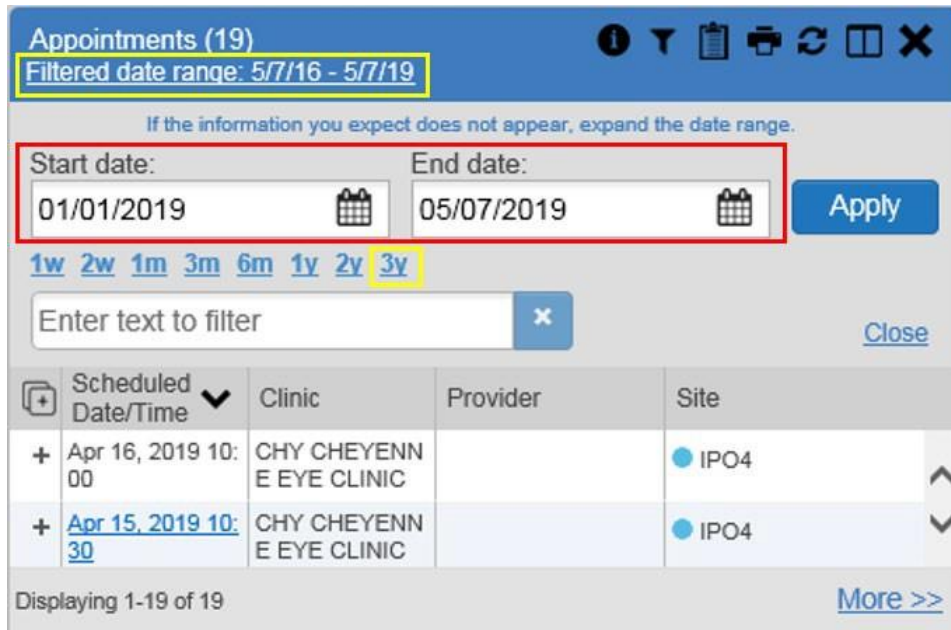 Appointments (19)
Filtered date range: 5/7/16 - 5/7/19
If the information you expect does not appear, expand the date range.
Start date: End date:
01/01/2019 05/07/2019 Apply
1w 2w 1m 3m 6m 1y 2y 3y
Enter text to filter
Close
Scheduled
Date/Time Clinic Provider Site
+ Apr 16, 2019 10: CHY CHEYENN IPO4
00 E EYE CLINIC
+ Apr 15, 2019 10: CHY CHEYENN IPO4
30 E EYE CLINIC
Displaying 1-19 of 19 More >>